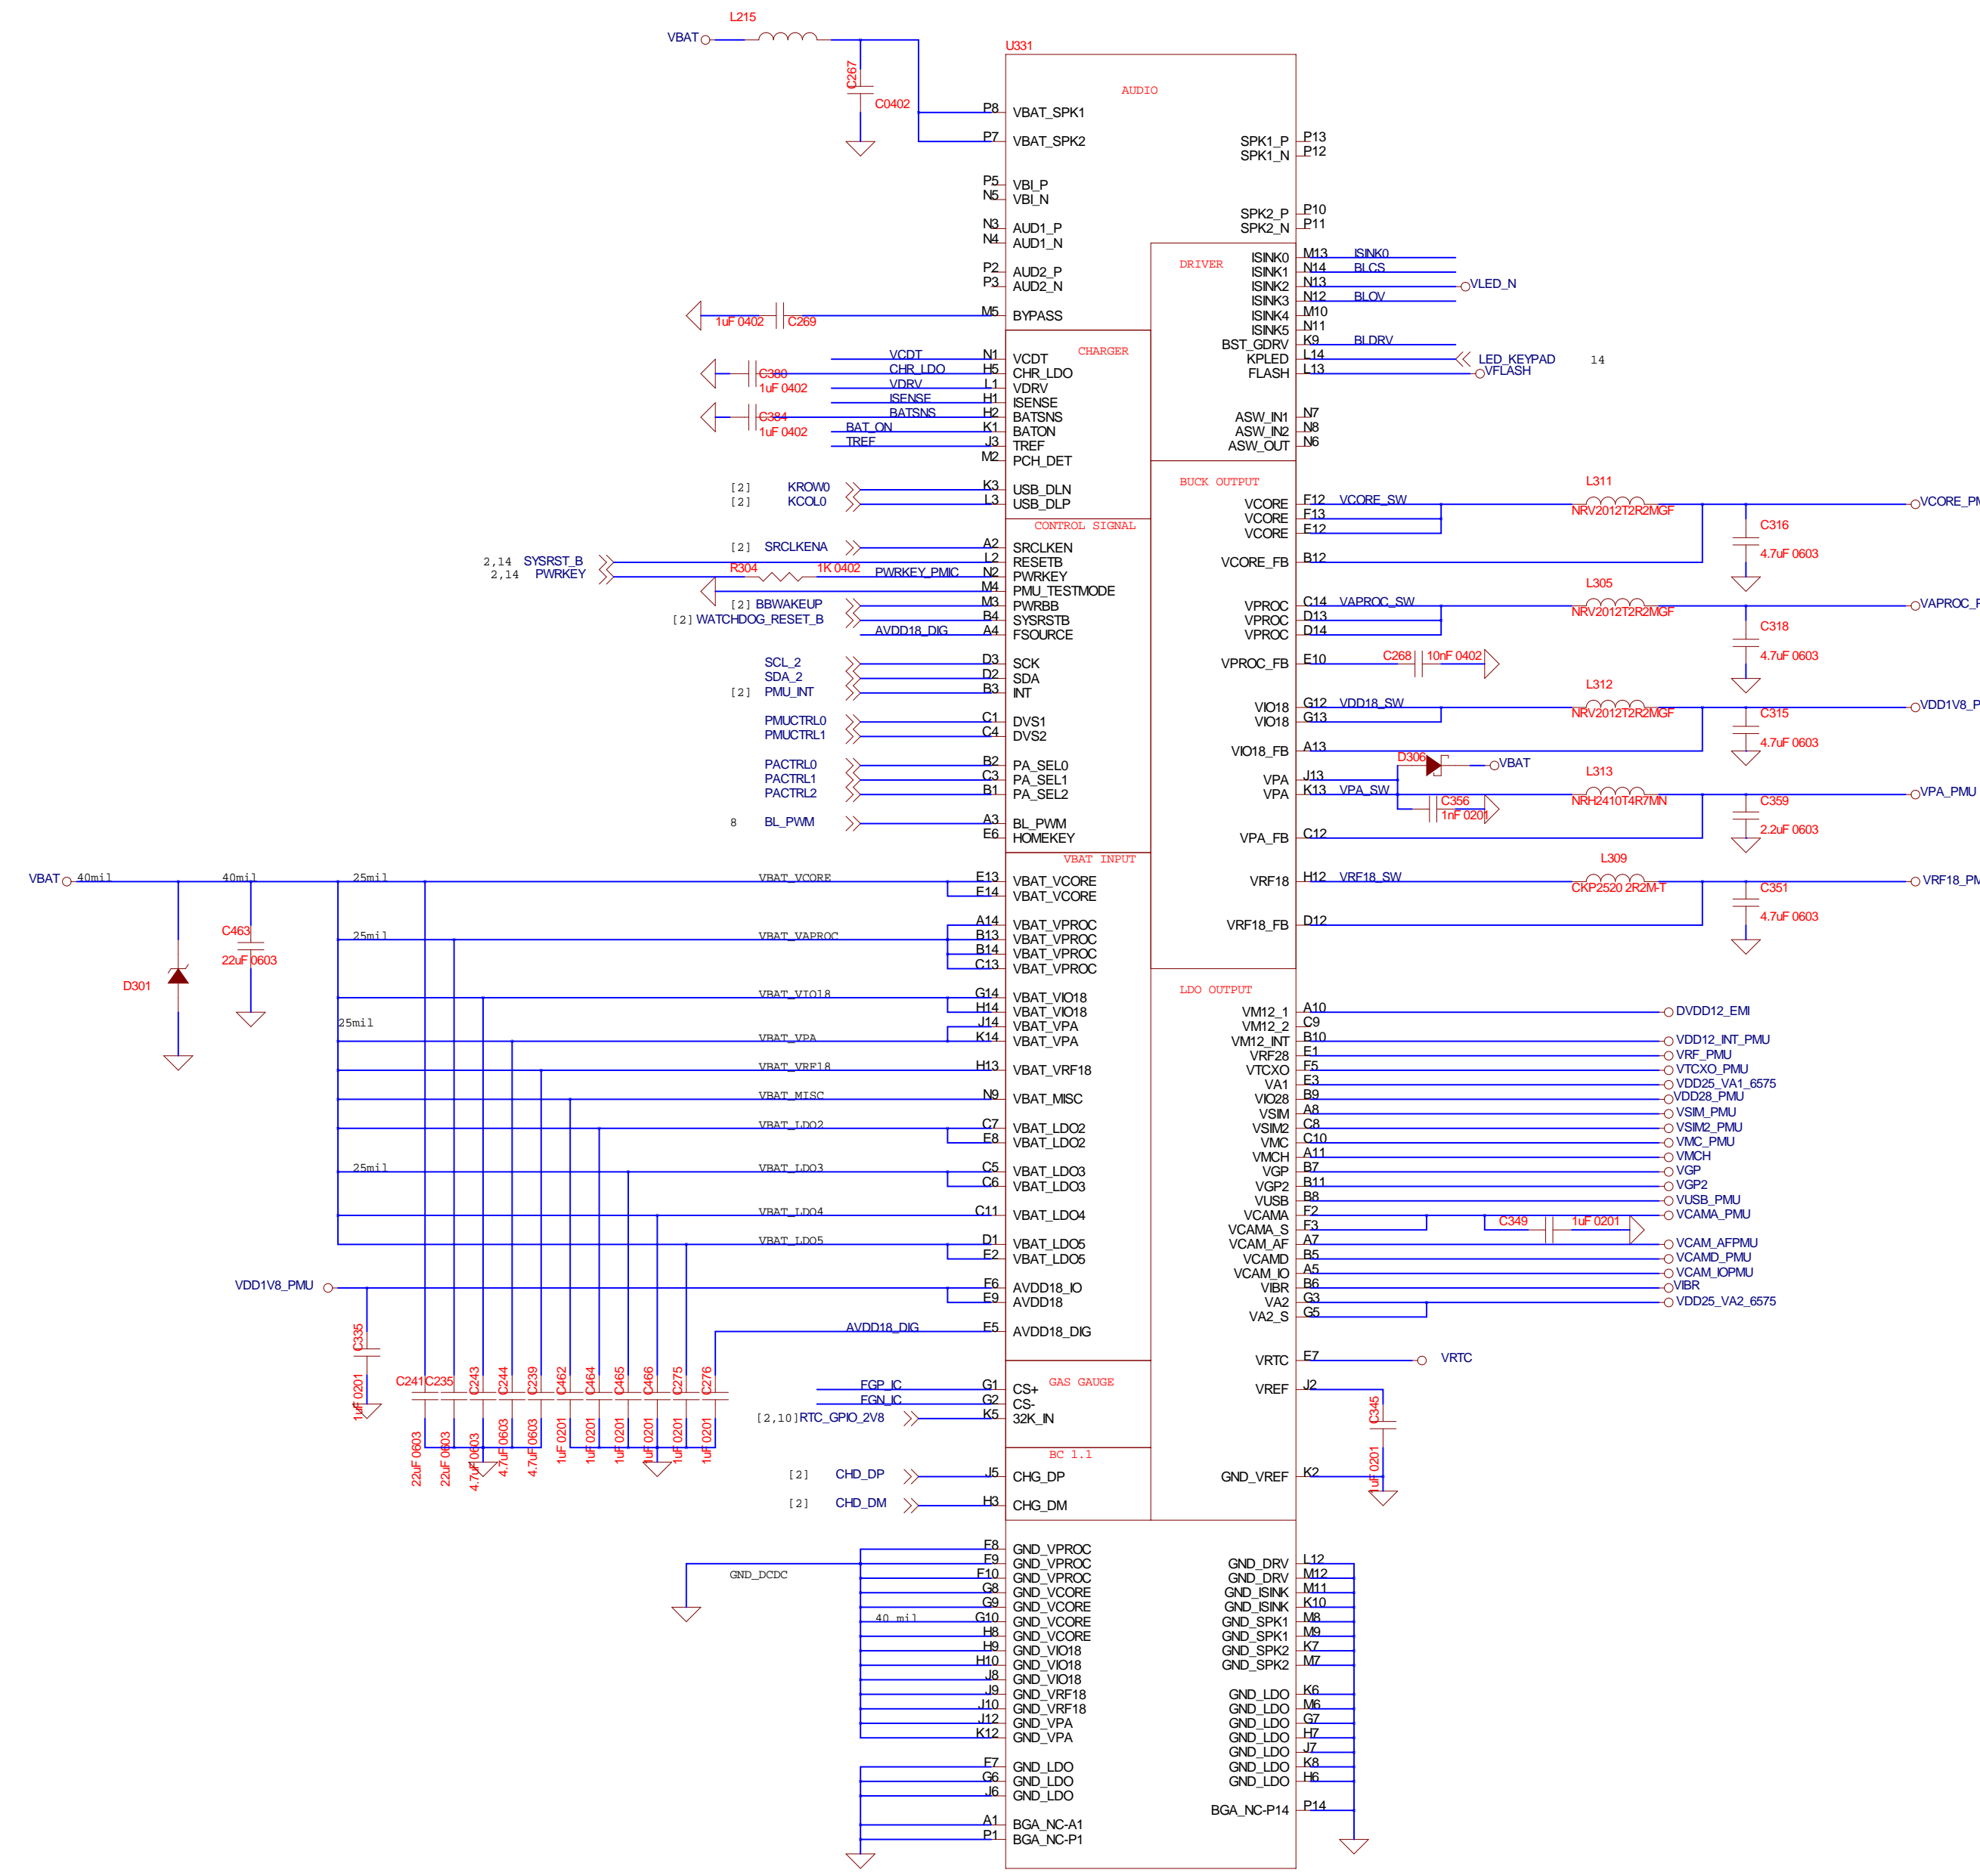 L215
VBAT
C267
C0402
U331
AUDIO
P8 VBAT_SPK1
P7 VBAT_SPK2
P5 VBI_P
N5 VBI_N
N3 AUD1_P
N4 AUD1_N
P2 AUD2_P
P3 AUD2_N
1uF 0402 C269 M5 BYPASS
SPK1_P P13
SPK1_N P12
SPK2_P P10
SPK2_N P11
DRIVER
ISINK0 M13 ISINK0
ISINK1 N14 BLCS
ISINK2 N13 VLED_N
ISINK3 N12 BLOV
ISINK4 M10
ISINK5 N11
BST_GDRV K9 BLDRV
KPLED L14 LED_KEYPAD 14
FLASH L13 VFLASH
ASW_IN1 N7
ASW_IN2 N8
ASW_OUT N6
CHARGER
VCDT N1 VCDT
C380 CHR_LDO H5 CHR_LDO
1uF 0402
VDRV L1 VDRV
ISENSE H1 ISENSE
C384 BATSNS H2 BATSNS
1uF 0402
BAT_ON K1 BATON
TREF J3 TREF
M2 PCH_DET
[2] KROW0 K3 USB_DLN
[2] KCOL0 L3 USB_DLP
CONTROL SIGNAL
[2] SRCLKENA A2 SRCLKEN
2,14 SYSRST_B L2 RESETB
2,14 PWRKEY R304 1K 0402 PWRKEY_PMIC N2 PWRKEY
M4 PMU_TESTMODE
[2] BBWAKEUP M3 PWRBB
[2] WATCHDOG_RESET_B B4 SYSRSTB
AVDD18_DIG A4 FSOURCE
SCL_2 D3 SCK
SDA_2 D2 SDA
[2] PMU_INT B3 INT
PMUCTRL0 C1 DVS1
PMUCTRL1 C4 DVS2
PACTRL0 B2 PA_SEL0
PACTRL1 C3 PA_SEL1
PACTRL2 B1 PA_SEL2
8 BL_PWM A3 BL_PWM
E6 HOMEKEY
BUCK OUTPUT
VCORE F12 VCORE_SW L311 NRV2012T2R2MGF
VCORE F13
VCORE E12
VCORE_FB B12
C316
4.7uF 0603
VPROC C14 VAPROC_SW L305 NRV2012T2R2MGF
VPROC D13
VPROC D14
C318
4.7uF 0603
VPROC_FB E10 C268 10nF 0402
VIO18 G12 VDD18_SW L312 NRV2012T2R2MGF
VIO18 G13
VIO18_FB A13
C315
4.7uF 0603
D306 VBAT
VPA J13
VPA K13 VPA_SW L313 NRH2410T4R7MN VPA_PMU
C356
1nF 0201
C359
2.2uF 0603
VPA_FB C12
VRF18 H12 VRF18_SW L309 CKP2520 2R2M-T
VRF18_FB D12
C351
4.7uF 0603
VBAT INPUT
VBAT 40mil 40mil 25mil VBAT_VCORE E13 VBAT_VCORE
E14 VBAT_VCORE
D301
C463
22uF 0603
A14 VBAT_VPROC
25mil VBAT_VAPROC B13 VBAT_VPROC
B14 VBAT_VPROC
C13 VBAT_VPROC
VBAT_VIO18 G14 VBAT_VIO18
H14 VBAT_VIO18
25mil
J14 VBAT_VPA
VBAT_VPA K14 VBAT_VPA
VBAT_VRF18 H13 VBAT_VRF18
VBAT_MISC N9 VBAT_MISC
VBAT_LDO2 C7 VBAT_LDO2
E8 VBAT_LDO2
25mil VBAT_LDO3 C5 VBAT_LDO3
C6 VBAT_LDO3
VBAT_LDO4 C11 VBAT_LDO4
VBAT_LDO5 D1 VBAT_LDO5
E2 VBAT_LDO5
VDD1V8_PMU F6 AVDD18_IO
E9 AVDD18
AVDD18_DIG E5 AVDD18_DIG
C335
1uF 0201
C241 C235 C243 C244 C239 C462 C464 C465 C466 C275 C276
22uF 0603 22uF 0603 4.7uF 0603 4.7uF 0603 4.7uF 0603 1uF 0201 1uF 0201 1uF 0201 1uF 0201 1uF 0201 1uF 0201
LDO OUTPUT
VM12_1 A10 DVDD12_EMI
VM12_2 C9
VM12_INT B10 VDD12_INT_PMU
VRF28 E1 VRF_PMU
VTCXO F5 VTCXO_PMU
VA1 E3 VDD25_VA1_6575
VIO28 B9 VDD28_PMU
VSIM A8 VSIM_PMU
VSIM2 C8 VSIM2_PMU
VMC C10 VMC_PMU
VMCH A11 VMCH
VGP B7 VGP
VGP2 B11 VGP2
VUSB B8 VUSB_PMU
VCAMA F2 VCAMA_PMU
VCAMA_S F3 C349 1uF 0201
VCAM_AF A7 VCAM_AFPMU
VCAMD B5 VCAMD_PMU
VCAM_IO A5 VCAM_IOPMU
VIBR B6 VIBR
VA2 G3 VDD25_VA2_6575
VA2_S G5
VRTC E7 VRTC
VREF J2
C345
1uF 0201
GND_VREF K2
GAS GAUGE
FGP_IC G1 CS+
FGN_IC G2 CS-
[2,10]RTC_GPIO_2V8 K5 32K_IN
BC 1.1
[2] CHD_DP J5 CHG_DP
[2] CHD_DM H3 CHG_DM
F8 GND_VPROC
F9 GND_VPROC
GND_DCDC F10 GND_VPROC
G8 GND_VCORE
G9 GND_VCORE
40 mil G10 GND_VCORE
H8 GND_VCORE
H9 GND_VIO18
H10 GND_VIO18
J8 GND_VIO18
J9 GND_VRF18
J10 GND_VRF18
J12 GND_VPA
K12 GND_VPA
F7 GND_LDO
G6 GND_LDO
J6 GND_LDO
A1 BGA_NC-A1
P1 BGA_NC-P1
GND_DRV L12
GND_DRV M12
GND_ISINK M11
GND_ISINK K10
GND_SPK1 M8
GND_SPK1 M9
GND_SPK2 K7
GND_SPK2 M7
GND_LDO K6
GND_LDO M6
GND_LDO G7
GND_LDO H7
GND_LDO J7
GND_LDO K8
GND_LDO H6
BGA_NC-P14 P14